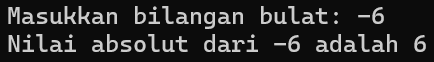 Masukkan bilangan bulat: -6
Nilai absolut dari -6 adalah 6